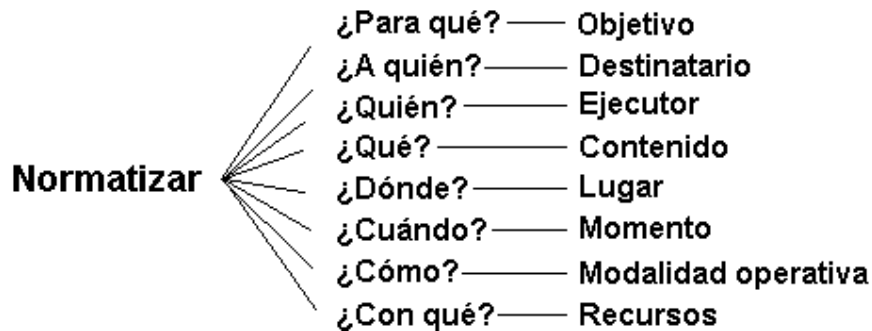 ¿Para qué? Objetivo
¿A quién? Destinatario
¿Quién? Ejecutor
¿Qué? Contenido
Normatizar
¿Dónde? Lugar
¿Cuándo? Momento
¿Cómo? Modalidad operativa
¿Con qué? Recursos